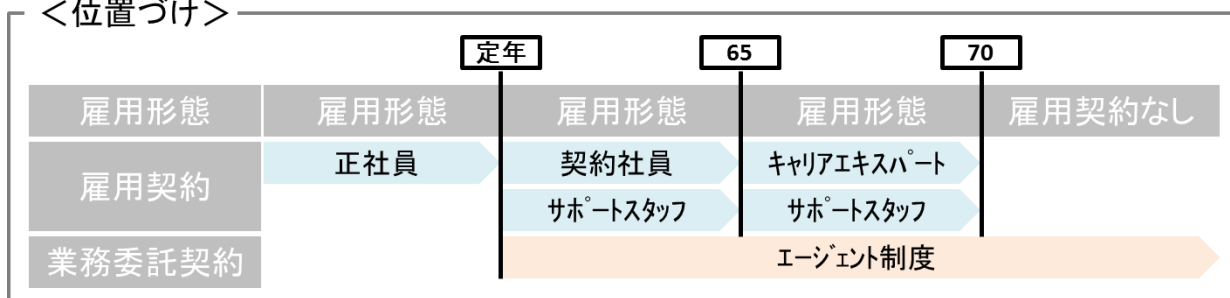 ＜位置づけ＞
定年 65 70
雇用形態 雇用形態 雇用形態 雇用形態 雇用契約なし
雇用契約 正社員 契約社員 ｷｬﾘｱｴｷｽﾊﾟｰﾄ
ｻﾎﾟｰﾄｽﾀｯﾌ ｻﾎﾟｰﾄｽﾀｯﾌ
業務委託契約 ｴｰｼﾞｪﾝﾄ制度